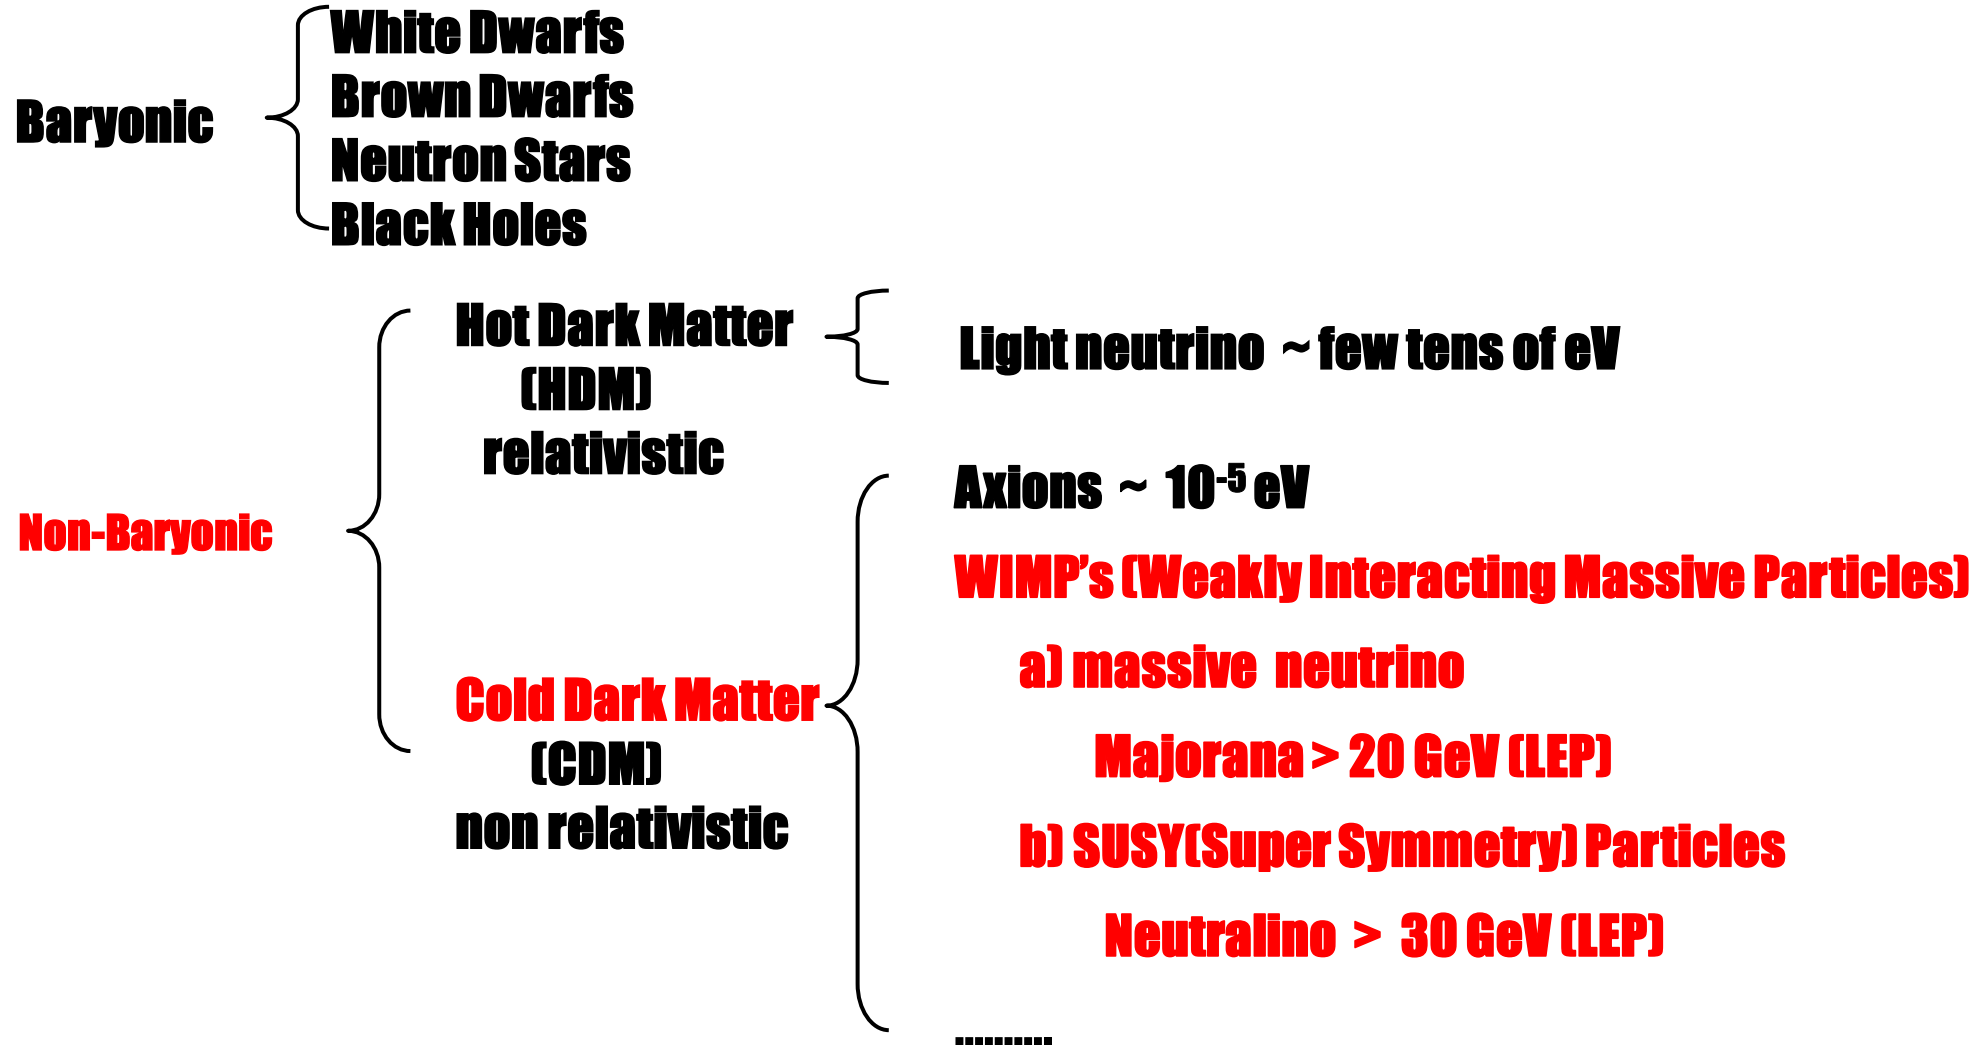 White Dwarfs
Brown Dwarfs
Baryonic
Neutron Stars
Black Holes
Hot Dark Matter
(HDM)
relativistic
Light neutrino ~ few tens of eV
Non-Baryonic
Cold Dark Matter
(CDM)
non relativistic
Axions ~ 10⁻⁵ eV
WIMP’s (Weakly Interacting Massive Particles)
a) massive neutrino
Majorana > 20 GeV (LEP)
b) SUSY(Super Symmetry) Particles
Neutralino > 30 GeV (LEP)
...........